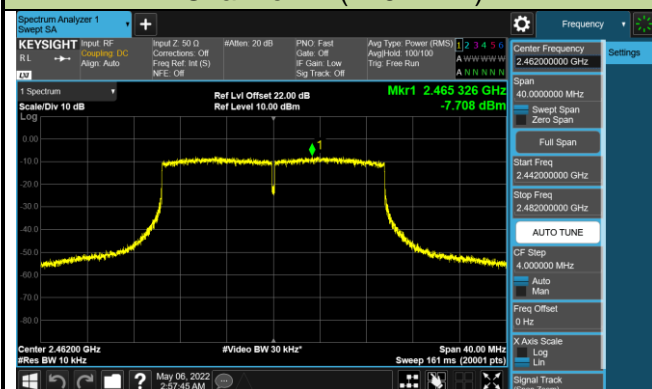 Spectrum Analyzer 1
Swept SA
Frequency
KEYSIGHT
RL
LXI
Input: RF
Coupling: DC
Align: Auto
Input Z: 50 Ω
Corrections: Off
Freq Ref: Int (S)
NFE: Off
#Atten: 20 dB
PNO: Fast
Gate: Off
IF Gain: Low
Sig Track: Off
Avg Type: Power (RMS)
Avg|Hold: 100/100
Trig: Free Run
1 2 3 4 5 6
A W W W W W
A N N N N N
1 Spectrum
Scale/Div 10 dB
Log
Ref Lvl Offset 22.00 dB
Ref Level 10.00 dBm
Mkr1 2.465 326 GHz
-7.708 dBm
1
0.00
-10.0
-20.0
-30.0
-40.0
-50.0
-60.0
-70.0
-80.0
Center 2.46200 GHz
#Res BW 10 kHz
#Video BW 30 kHz*
Span 40.00 MHz
Sweep 161 ms (20001 pts)
May 06, 2022
2:57:45 AM
Center Frequency
2.462000000 GHz
Settings
Span
40.0000000 MHz
Swept Span
Zero Span
Full Span
Start Freq
2.442000000 GHz
Stop Freq
2.482000000 GHz
AUTO TUNE
CF Step
4.000000 MHz
Auto
Man
Freq Offset
0 Hz
X Axis Scale
Log
Lin
Signal Track